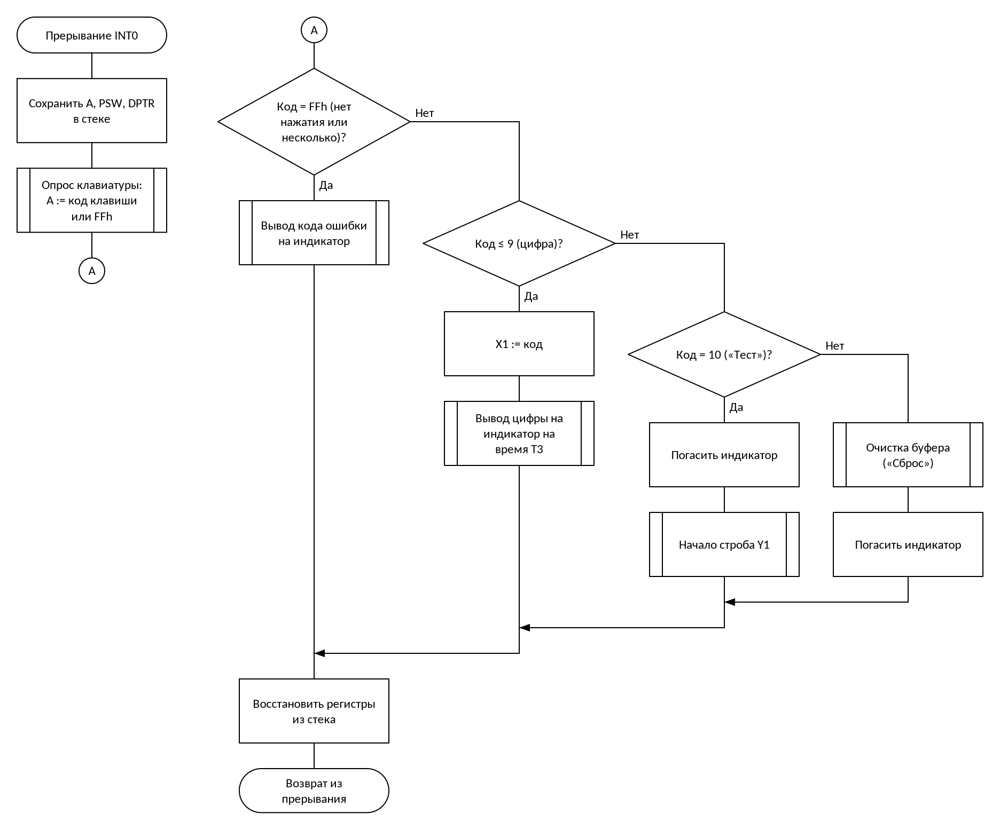 Прерывание INT0
Сохранить A, PSW, DPTR
в стеке
Опрос клавиатуры:
A := код клавиши
или FFh
A
A
Код = FFh (нет
нажатия или
несколько)?
Нет
Да
Вывод кода ошибки
на индикатор
Код ≤ 9 (цифра)?
Нет
Да
X1 := код
Вывод цифры на
индикатор на
время T3
Код = 10 («Тест»)?
Нет
Да
Погасить индикатор
Начало строба Y1
Очистка буфера
(«Сброс»)
Погасить индикатор
Восстановить регистры
из стека
Возврат из
прерывания